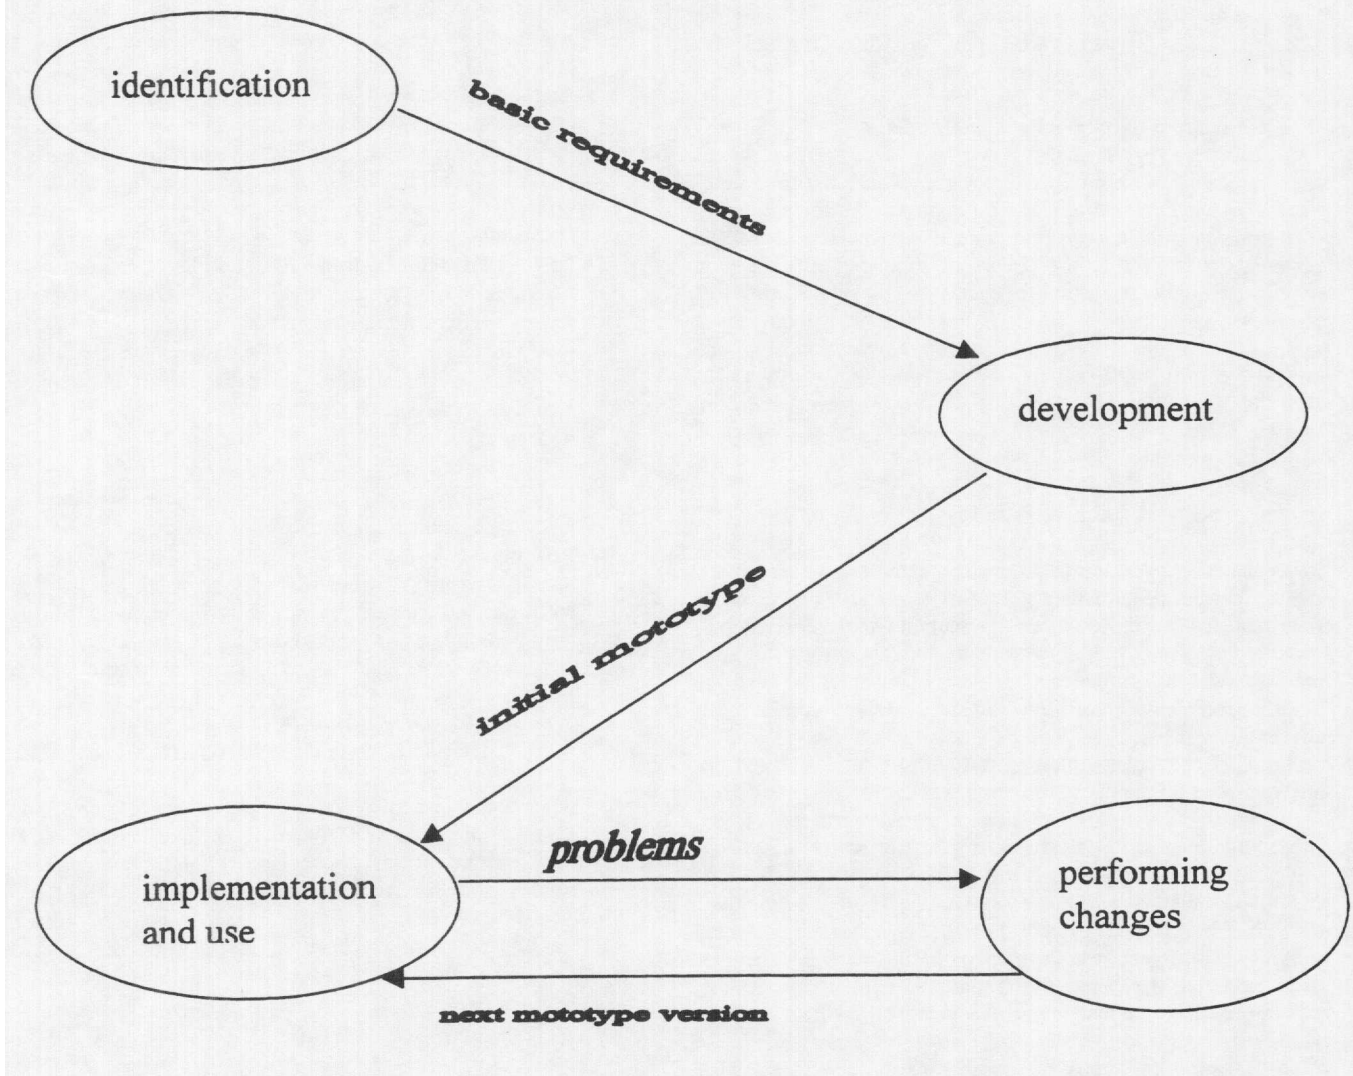 identification
basic requirements
development
initial mototype
problems
implementation
and use
performing
changes
next mototype version